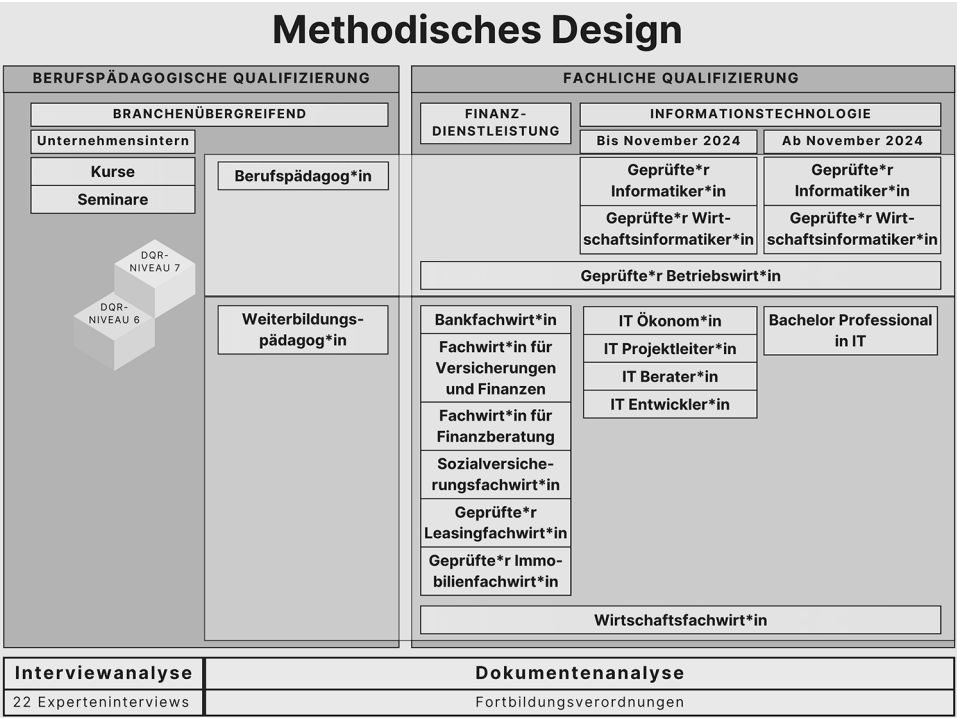 Methodisches Design
BERUFSPÄDAGOGISCHE QUALIFIZIERUNG
BRANCHENÜBERGREIFEND
Unternehmensintern
Kurse
Seminare
Berufspädagog*in
DQR-
NIVEAU 7
DQR-
NIVEAU 6
Weiterbildungs-
pädagog*in
FACHLICHE QUALIFIZIERUNG
FINANZ-
DIENSTLEISTUNG
INFORMATIONSTECHNOLOGIE
Bis November 2024
Ab November 2024
Geprüfte*r
Informatiker*in
Geprüfte*r Wirt-
schaftsinformatiker*in
Geprüfte*r
Informatiker*in
Geprüfte*r Wirt-
schaftsinformatiker*in
Geprüfte*r Betriebswirt*in
Bankfachwirt*in
Fachwirt*in für
Versicherungen
und Finanzen
Fachwirt*in für
Finanzberatung
Sozialversiche-
rungsfachwirt*in
Geprüfte*r
Leasingfachwirt*in
Geprüfte*r Immo-
bilienfachwirt*in
IT Ökonom*in
IT Projektleiter*in
IT Berater*in
IT Entwickler*in
Bachelor Professional
in IT
Wirtschaftsfachwirt*in
Interviewanalyse
Dokumentenanalyse
22 Experteninterviews
Fortbildungsverordnungen